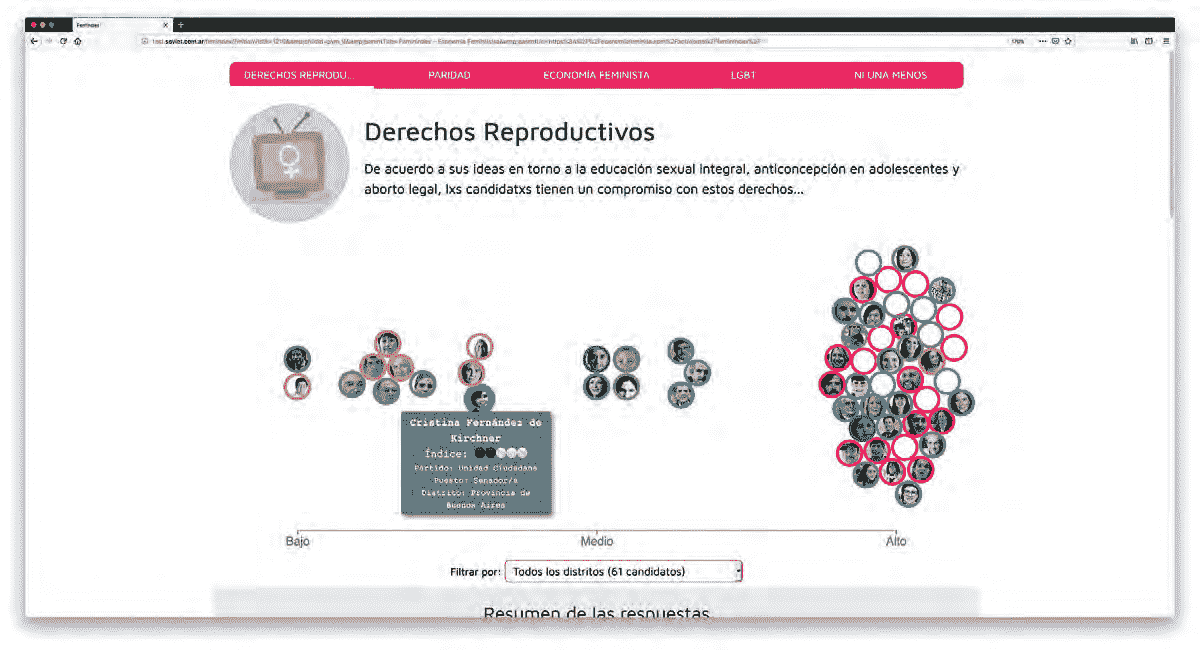 Feminindex
DERECHOS REPRODU... PARIDAD ECONOMÍA FEMINISTA LGBT NI UNA MENOS
Derechos Reproductivos
De acuerdo a sus ideas en torno a la educación sexual integral, anticoncepción en adolescentes y
aborto legal, lxs candidatxs tienen un compromiso con estos derechos...
Cristina Fernández de
Kirchner
Índice:
Partido: Unidad Ciudadana
Puesto: Senador/a
Distrito: Provincia de
Buenos Aires
Bajo Medio Alto
Filtrar por: Todos los distritos (61 candidatos)
Resumen de las respuestas